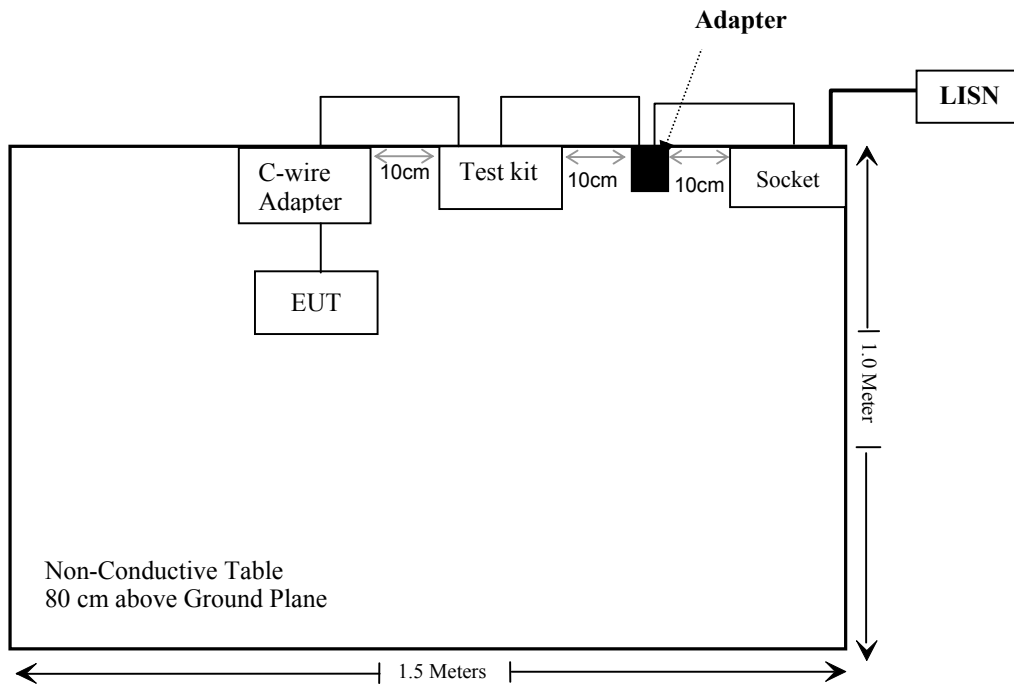 Adapter
LISN
C-wire
Adapter
10cm
Test kit
10cm
10cm
Socket
EUT
1.0 Meter
Non-Conductive Table
80 cm above Ground Plane
1.5 Meters